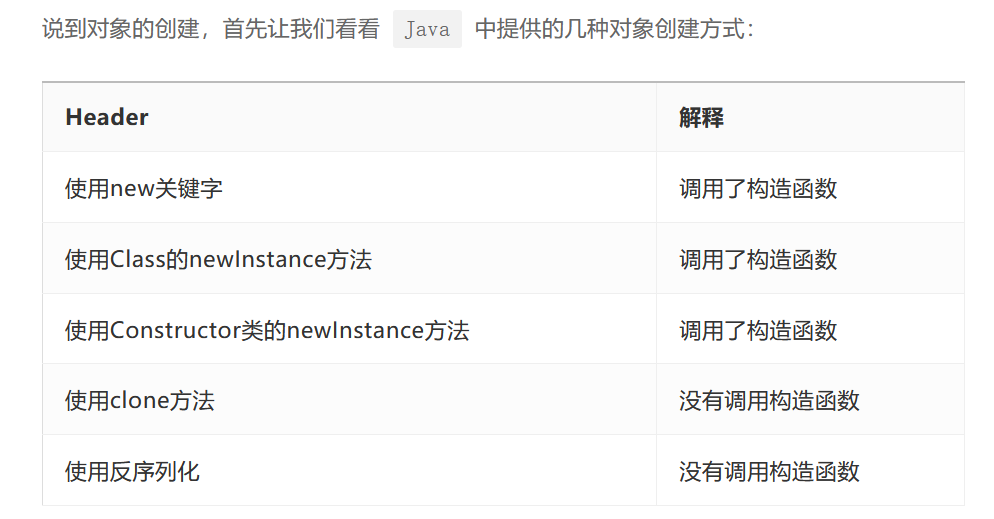 说到对象的创建，首先让我们看看 Java 中提供的几种对象创建方式：
Header 解释
使用new关键字 调用了构造函数
使用Class的newInstance方法 调用了构造函数
使用Constructor类的newInstance方法 调用了构造函数
使用clone方法 没有调用构造函数
使用反序列化 没有调用构造函数